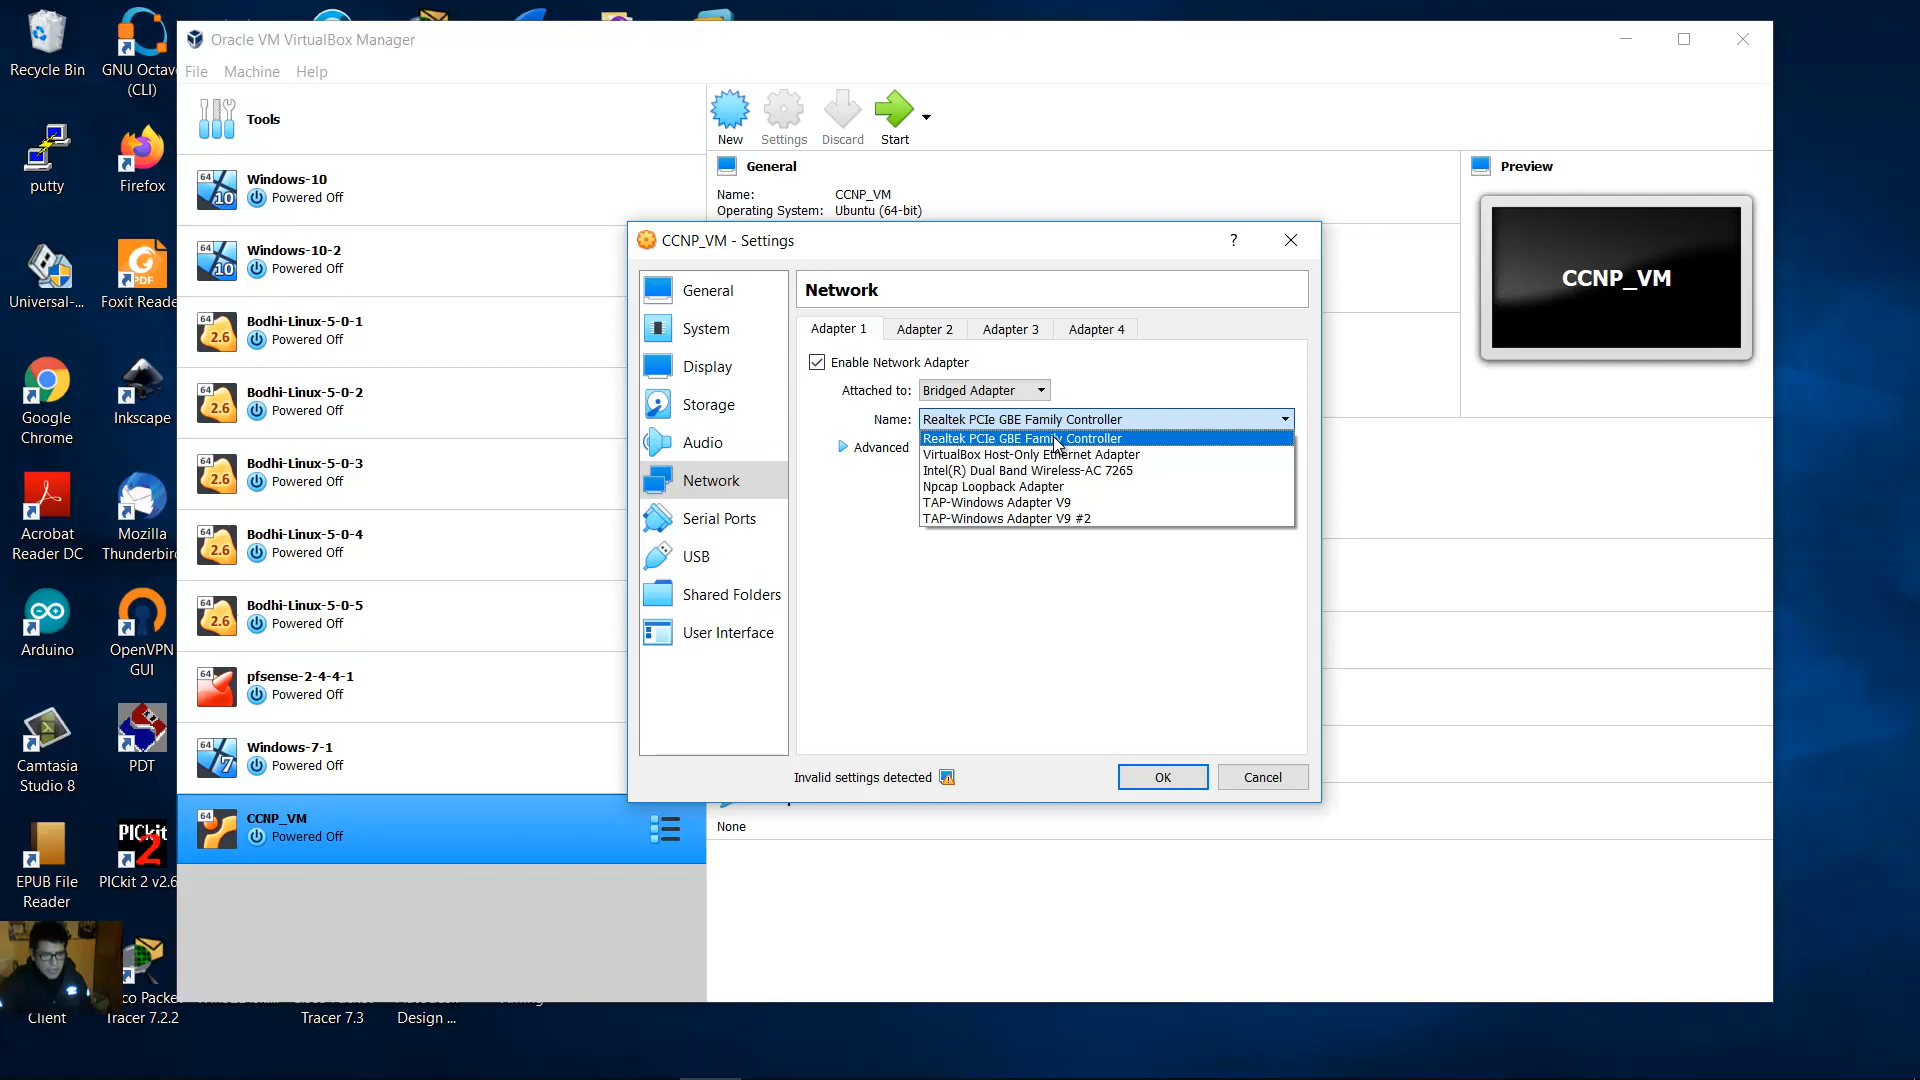 Recycle Bin
GNU Octav
(CLI)
putty
Firefox
Universal-...
Foxit Reade
Google
Chrome
Inkscape
Acrobat
Reader DC
Mozilla
Thunderbir
Arduino
OpenVPN
GUI
Camtasia
Studio 8
PDT
EPUB File
Reader
PICkit 2 v2.6
Client
co Packe
Tracer 7.2.2
Tracer 7.3
Design ...
Oracle VM VirtualBox Manager
File Machine Help
Tools
Windows-10
Powered Off
Windows-10-2
Powered Off
Bodhi-Linux-5-0-1
Powered Off
Bodhi-Linux-5-0-2
Powered Off
Bodhi-Linux-5-0-3
Powered Off
Bodhi-Linux-5-0-4
Powered Off
Bodhi-Linux-5-0-5
Powered Off
pfsense-2-4-4-1
Powered Off
Windows-7-1
Powered Off
CCNP_VM
Powered Off
New Settings Discard Start
General
Name: CCNP_VM
Operating System: Ubuntu (64-bit)
Preview
CCNP_VM
CCNP_VM - Settings
General
System
Display
Storage
Audio
Network
Serial Ports
USB
Shared Folders
User Interface
Network
Adapter 1 Adapter 2 Adapter 3 Adapter 4
Enable Network Adapter
Attached to: Bridged Adapter
Name: Realtek PCIe GBE Family Controller
Advanced
Realtek PCIe GBE Family Controller
VirtualBox Host-Only Ethernet Adapter
Intel(R) Dual Band Wireless-AC 7265
Npcap Loopback Adapter
TAP-Windows Adapter V9
TAP-Windows Adapter V9 #2
Invalid settings detected
OK Cancel
None